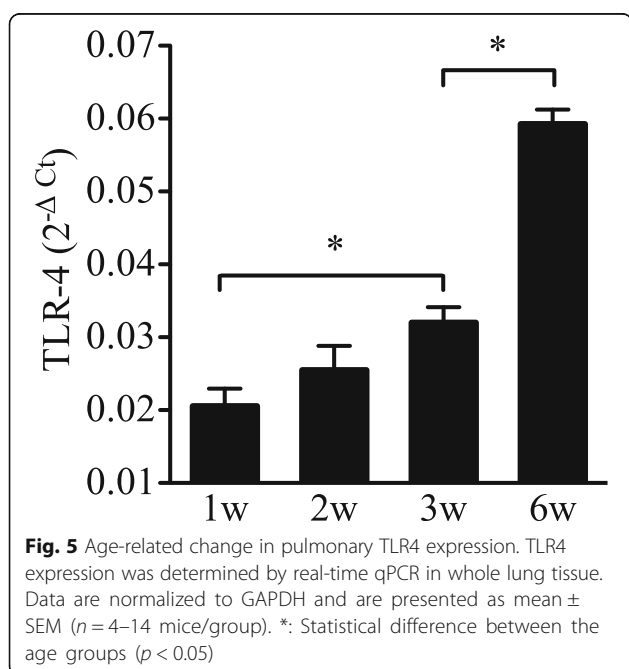 *
*
0.07
0.06
0.05
0.04
0.03
0.02
0.01
TLR-4 (2^-Δ Ct)
1w 2w 3w 6w
Fig. 5 Age-related change in pulmonary TLR4 expression. TLR4
expression was determined by real-time qPCR in whole lung tissue.
Data are normalized to GAPDH and are presented as mean ±
SEM (n = 4–14 mice/group). *: Statistical difference between the
age groups (p < 0.05)